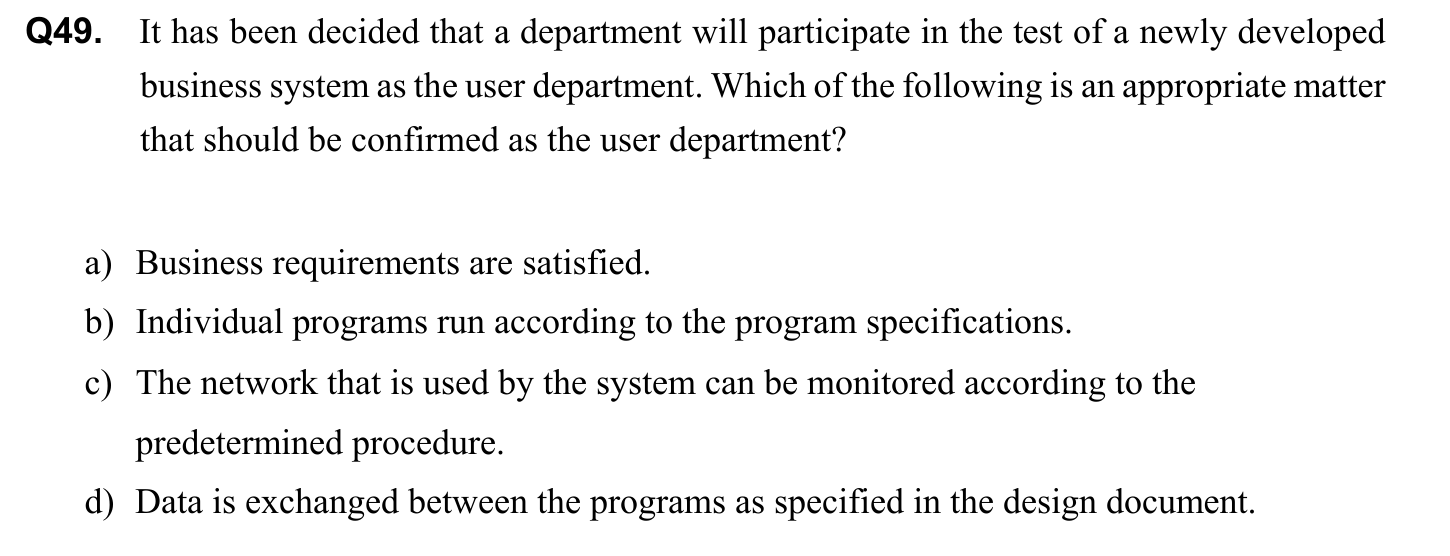 Q49. It has been decided that a department will participate in the test of a newly developed
business system as the user department. Which of the following is an appropriate matter
that should be confirmed as the user department?
a) Business requirements are satisfied.
b) Individual programs run according to the program specifications.
c) The network that is used by the system can be monitored according to the
predetermined procedure.
d) Data is exchanged between the programs as specified in the design document.